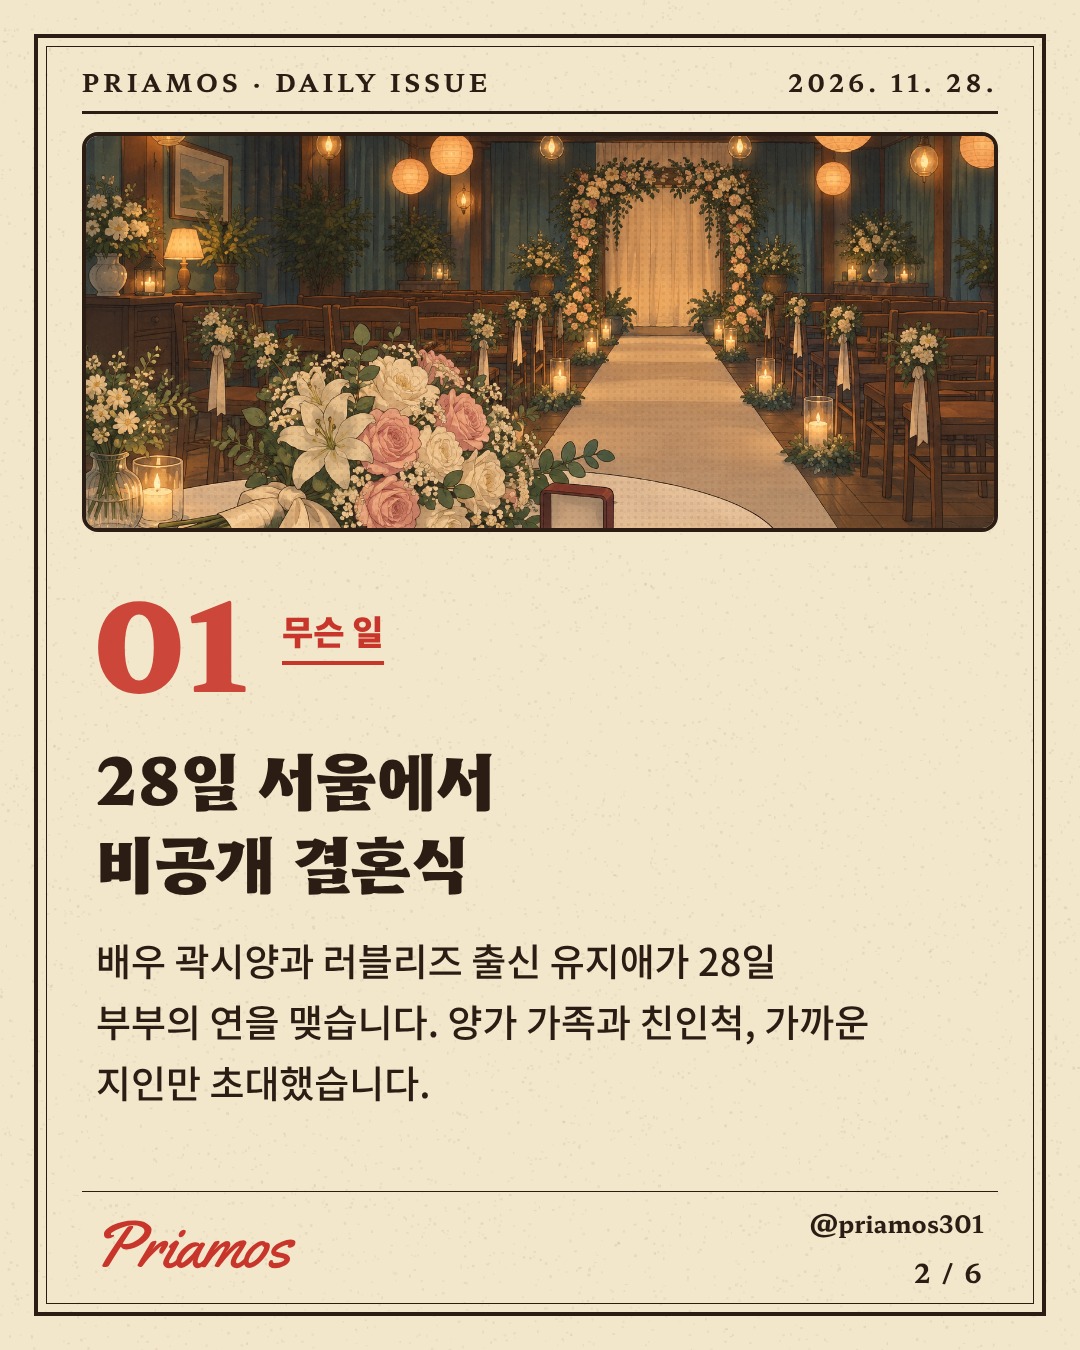 PRIAMOS · DAILY ISSUE
2026. 11. 28.
01
무슨 일
28일 서울에서
비공개 결혼식
배우 곽시양과 러블리즈 출신 유지애가 28일
부부의 연을 맺습니다. 양가 가족과 친인척, 가까운
지인만 초대했습니다.
Priamos
@priamos301
2 / 6